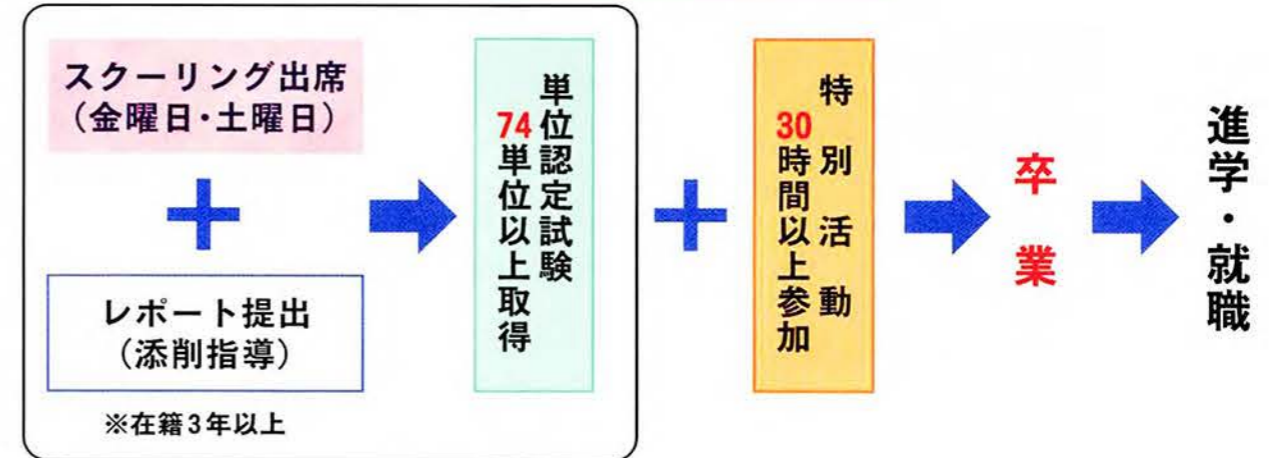 スクーリング出席
（金曜日・土曜日）
＋
レポート提出
（添削指導）
※在籍3年以上
単位認定試験
74単位以上取得
＋
特別活動
30時間以上参加
卒業
進学・就職